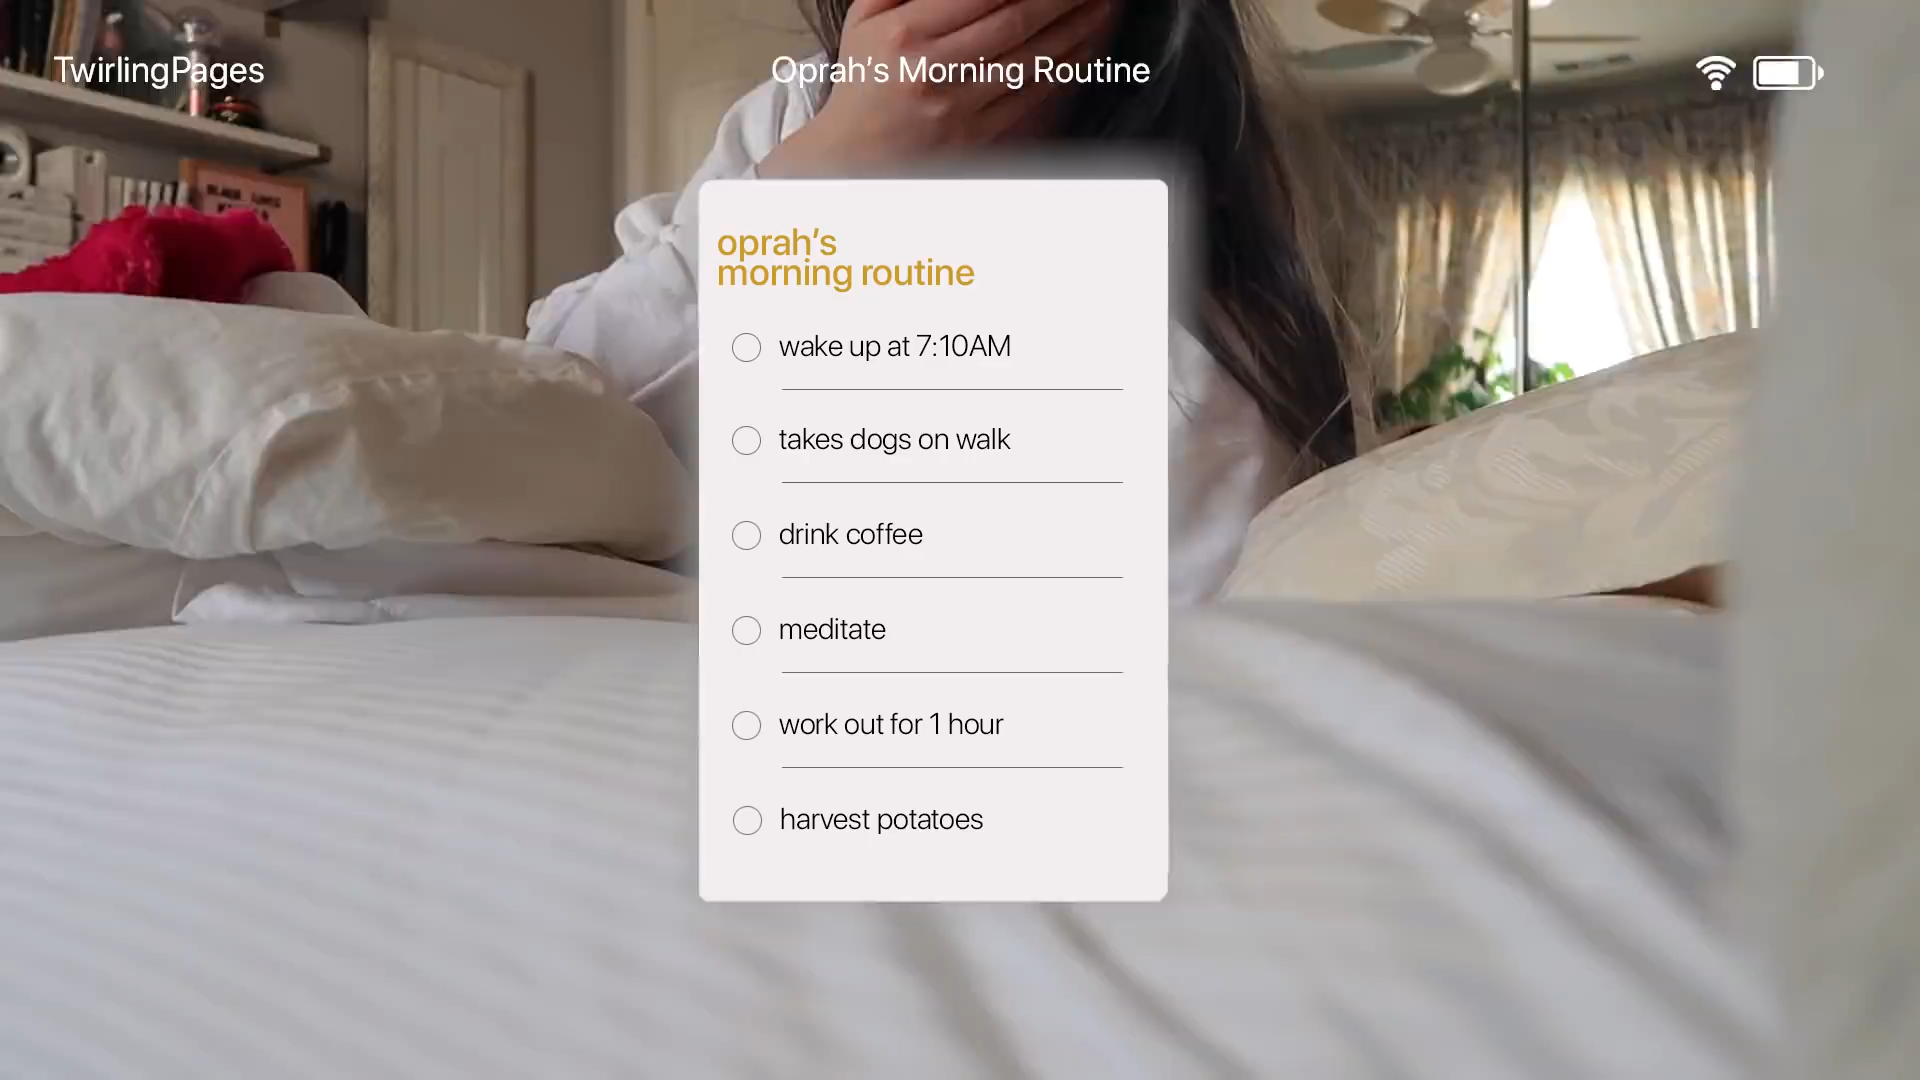 TwirlingPages
Oprah's Morning Routine
oprah's
morning routine
wake up at 7:10AM
takes dogs on walk
drink coffee
meditate
work out for 1 hour
harvest potatoes